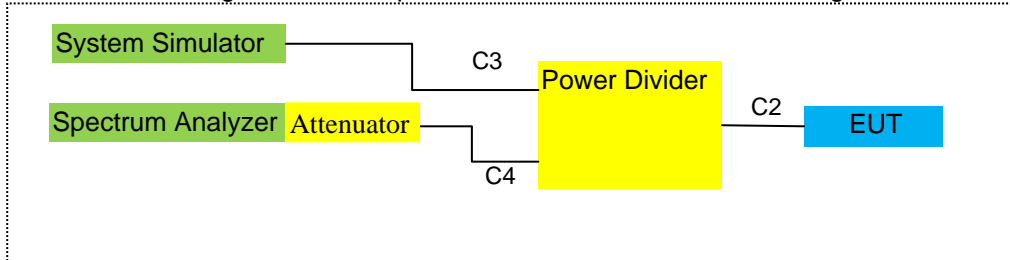 System Simulator
C3
Power Divider
C2
Spectrum Analyzer Attenuator
EUT
C4